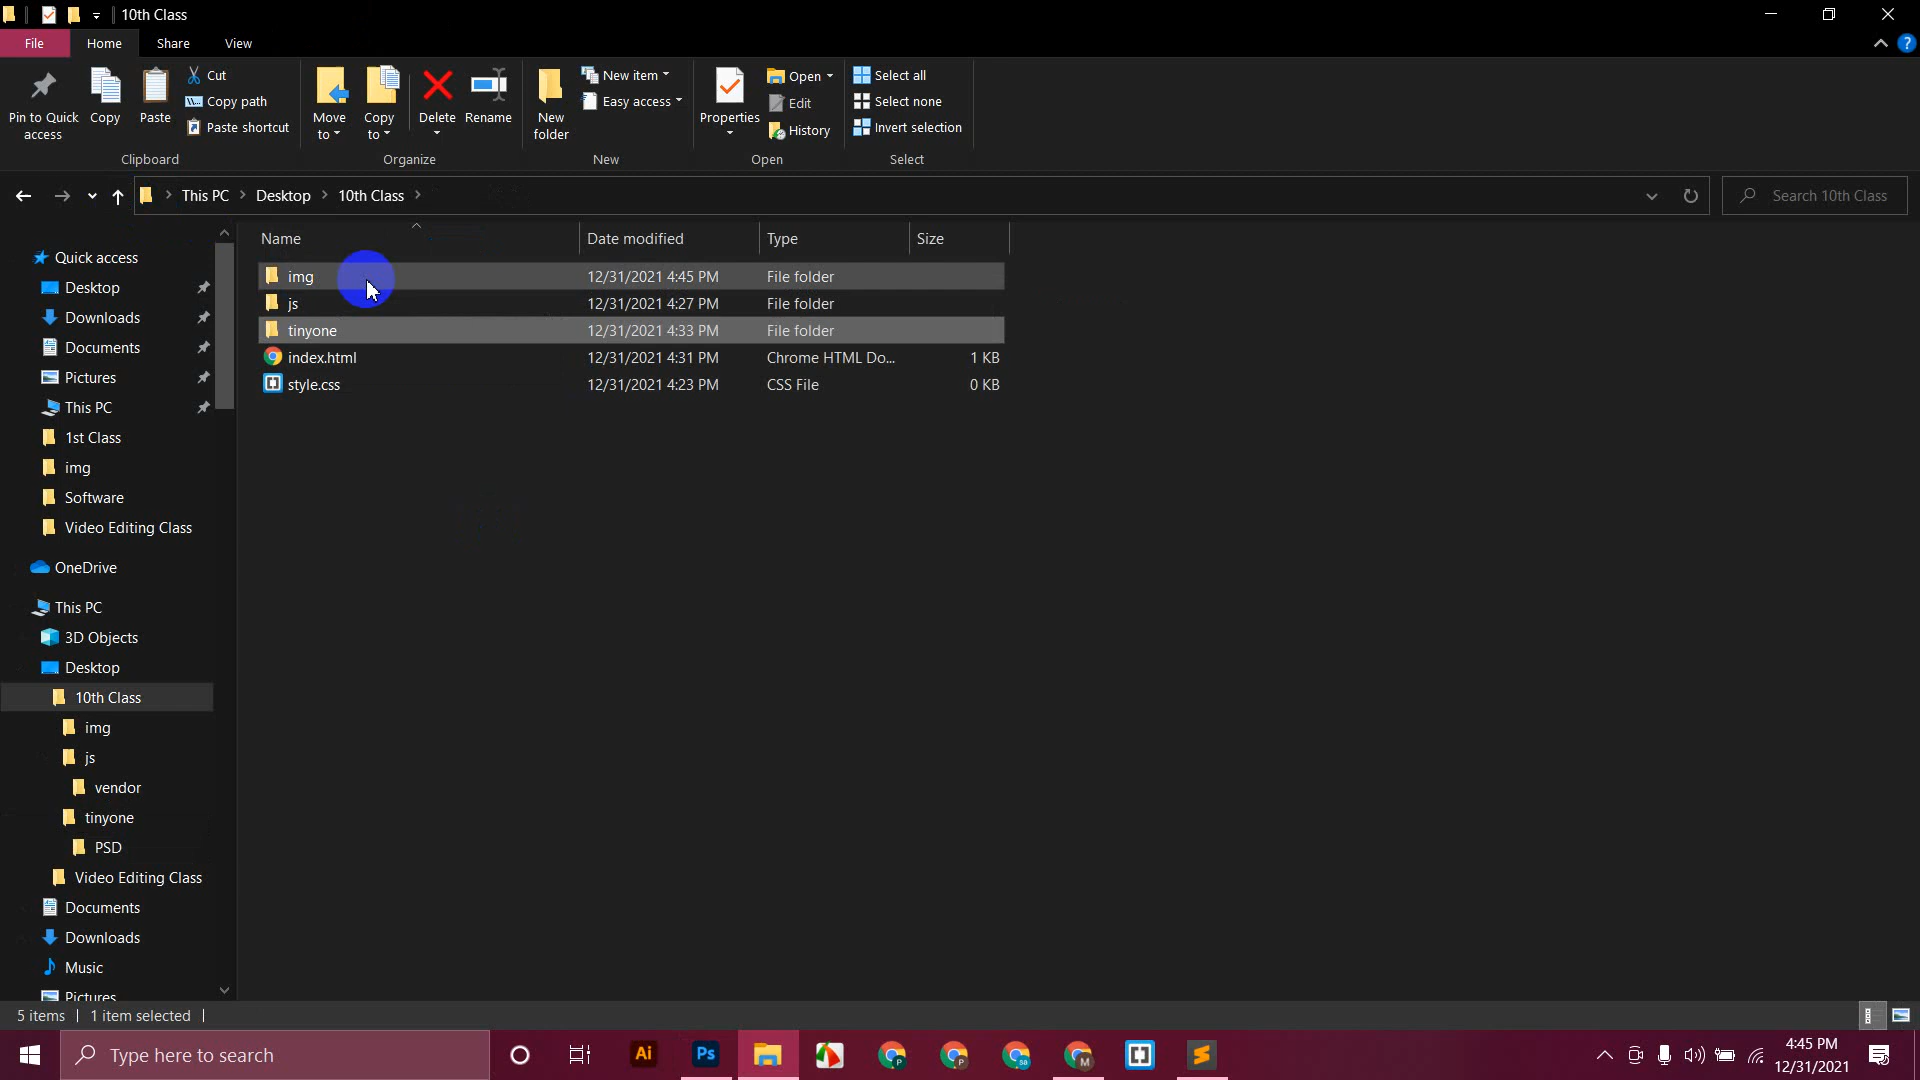 10th Class
File Home Share View
Pin to Quick access
Copy
Paste
Cut
Copy path
Paste shortcut
Clipboard
Move to
Copy to
Delete
Rename
Organize
New folder
New item
Easy access
New
Properties
Open
Edit
History
Open
Select all
Select none
Invert selection
Select
This PC Desktop 10th Class
Search 10th Class
Name Date modified Type Size
img 12/31/2021 4:45 PM File folder
js 12/31/2021 4:27 PM File folder
tinyone 12/31/2021 4:33 PM File folder
index.html 12/31/2021 4:31 PM Chrome HTML Do... 1 KB
style.css 12/31/2021 4:23 PM CSS File 0 KB
Quick access
Desktop
Downloads
Documents
Pictures
This PC
1st Class
img
Software
Video Editing Class
OneDrive
This PC
3D Objects
Desktop
10th Class
img
js
vendor
tinyone
PSD
Video Editing Class
Documents
Downloads
Music
Pictures
5 items 1 item selected
Type here to search
Ai
Ps
P
P
sa
M
4:45 PM
12/31/2021